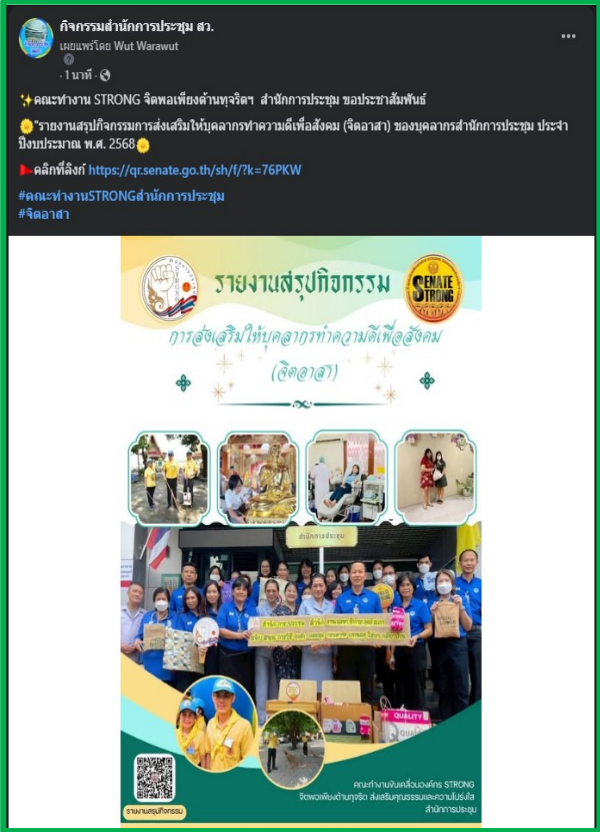 กิจกรรมสำนักการประชุม สว.
เผยแพร่โดย Wut Warawut
· 1 นาที ·
✨คณะทำงาน STRONG จิตพอเพียงต้านทุจริตฯ สำนักการประชุม ขอประชาสัมพันธ์
🌼"รายงานสรุปกิจกรรมการส่งเสริมให้บุคลากรทำความดีเพื่อสังคม (จิตอาสา) ของบุคลากรสำนักการประชุม ประจำ
ปีงบประมาณ พ.ศ. 2568🌼
🚩คลิกที่ลิงก์ https://qr.senate.go.th/sh/f/?k=76PKW
#คณะทำงานSTRONGสำนักการประชุม
#จิตอาสา
STRONG
รายงานสรุปกิจกรรม
SENATE
STRONG
การส่งเสริมให้บุคลากรทำความดีเพื่อสังคม
(จิตอาสา)
สำนักการประชุม
QUALITY
รายงานสรุปกิจกรรม
คณะทำงานขับเคลื่อนองค์กร STRONG
จิตพอเพียงต้านทุจริต ส่งเสริมคุณธรรมและความโปร่งใส
สำนักการประชุม